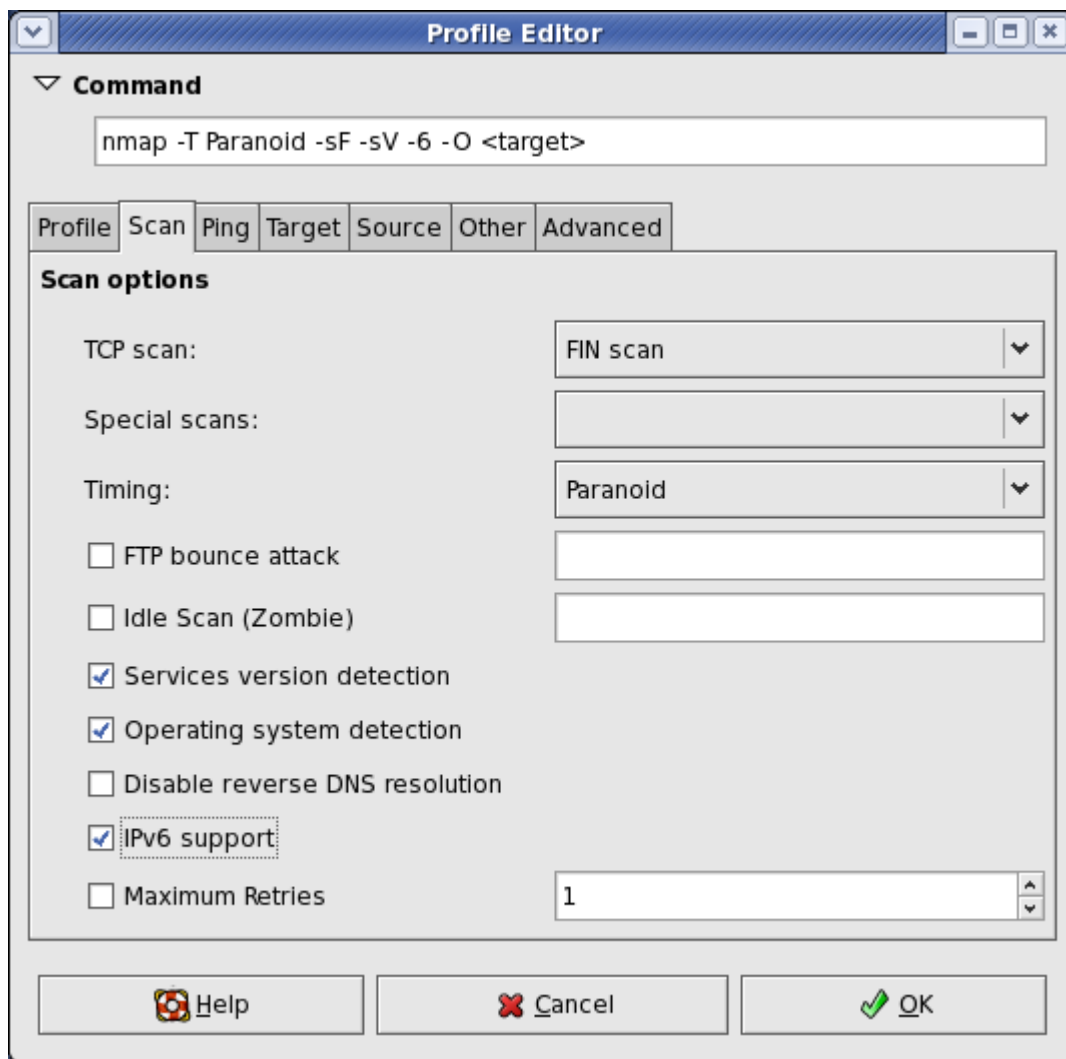 Profile Editor
Command
nmap -T Paranoid -sF -sV -6 -O <target>
Profile Scan Ping Target Source Other Advanced
Scan options
TCP scan: FIN scan
Special scans:
Timing: Paranoid
FTP bounce attack
Idle Scan (Zombie)
Services version detection
Operating system detection
Disable reverse DNS resolution
IPv6 support
Maximum Retries 1
Help Cancel OK